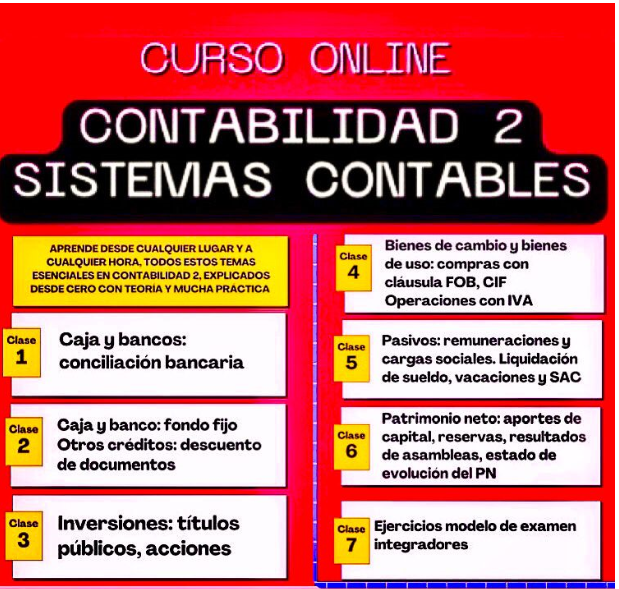 CURSO ONLINE
CONTABILIDAD 2
SISTEMAS CONTABLES
APRENDE DESDE CUALQUIER LUGAR Y A
CUALQUIER HORA, TODOS ESTOS TEMAS
ESENCIALES EN CONTABILIDAD 2, EXPLICADOS
DESDE CERO CON TEORÍA Y MUCHA PRÁCTICA
Clase
1
Caja y bancos:
conciliación bancaria
Clase
2
Caja y banco: fondo fijo
Otros créditos: descuento
de documentos
Clase
3
Inversiones: títulos
públicos, acciones
Clase
4
Bienes de cambio y bienes
de uso: compras con
cláusula FOB, CIF
Operaciones con IVA
Clase
5
Pasivos: remuneraciones y
cargas sociales. Liquidación
de sueldo, vacaciones y SAC
Clase
6
Patrimonio neto: aportes de
capital, reservas, resultados
de asambleas, estado de
evolución del PN
Clase
7
Ejercicios modelo de examen
integradores